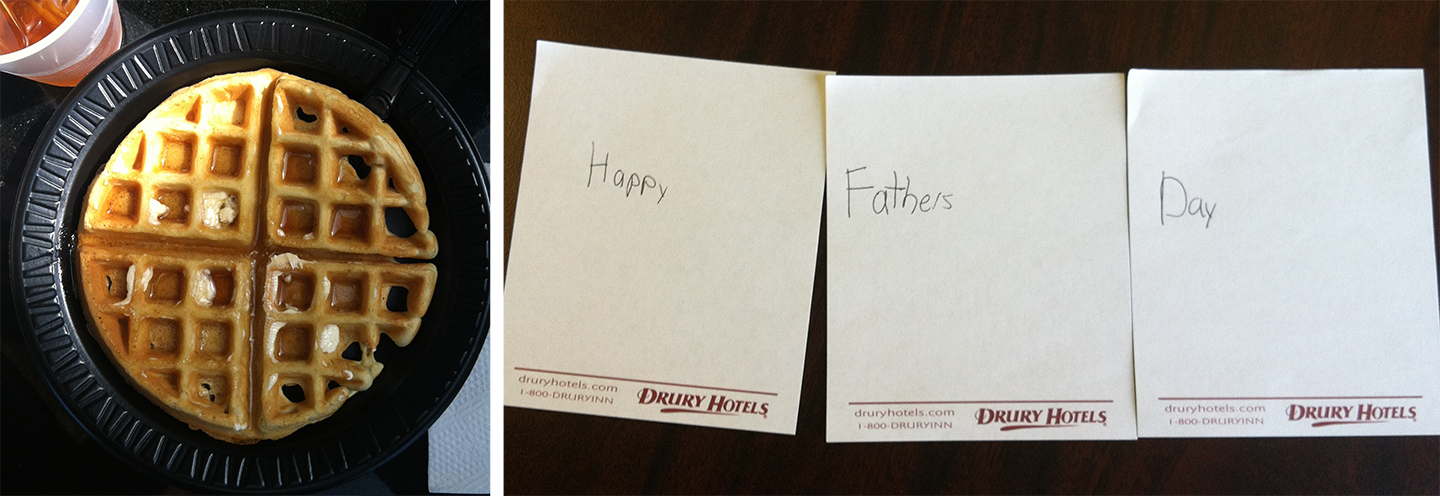 Happy
Fathers
Day
druryhotels.com
1-800-DRURYINN
DRURY HOTELS
druryhotels.com
1-800-DRURYINN
DRURY HOTELS
druryhotels.com
1-800-DRURYINN
DRURY HOTELS